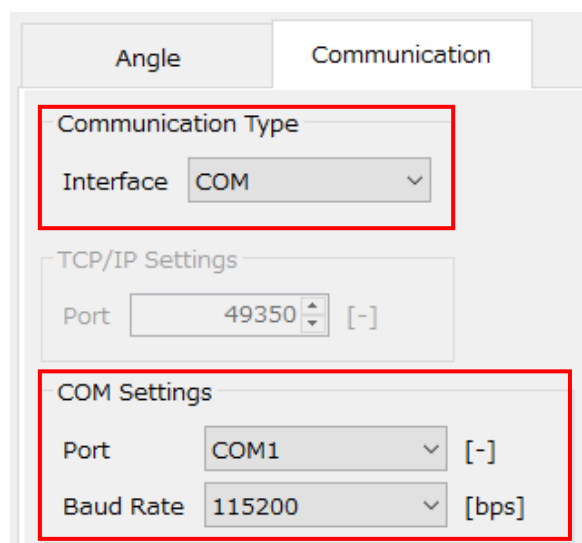 Angle Communication
Communication Type
Interface COM
TCP/IP Settings
Port 49350 [-]
COM Settings
Port COM1 [-]
Baud Rate 115200 [bps]